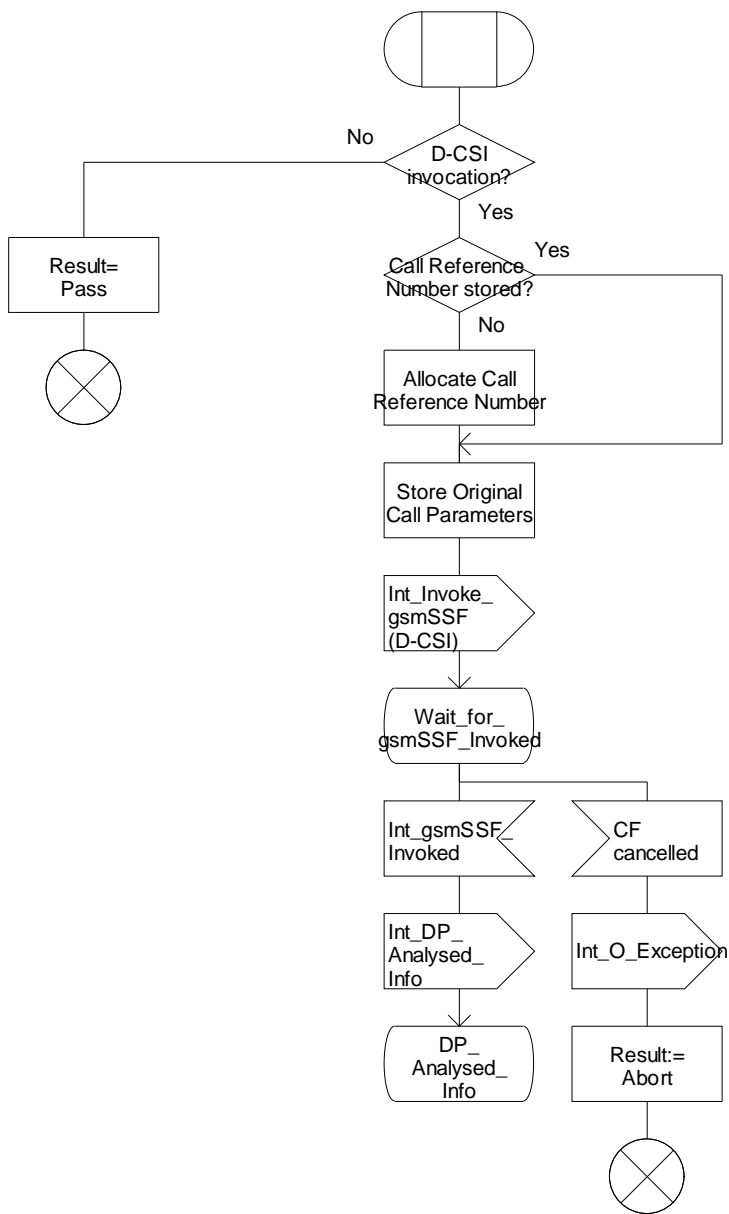 No
D-CSI
invocation?
Yes
Result=
Pass
Call Reference
Number stored?
Yes
No
Allocate Call
Reference Number
Store Original
Call Parameters
Int_Invoke_
gsmSSF
(D-CSI)
Wait_for_
gsmSSF_Invoked
Int_gsmSSF_
Invoked
CF
cancelled
Int_DP_
Analysed_
Info
Int_O_Exception
DP_
Analysed_
Info
Result:=
Abort